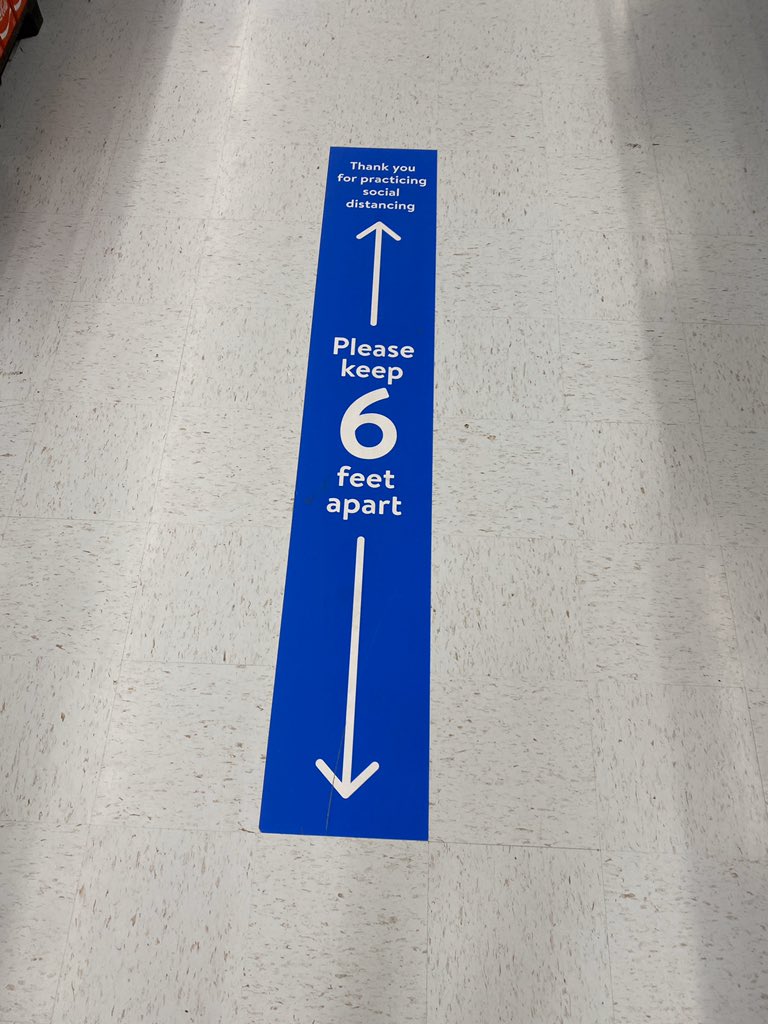 Thank you
for practicing
social
distancing
Please
keep
6
feet
apart